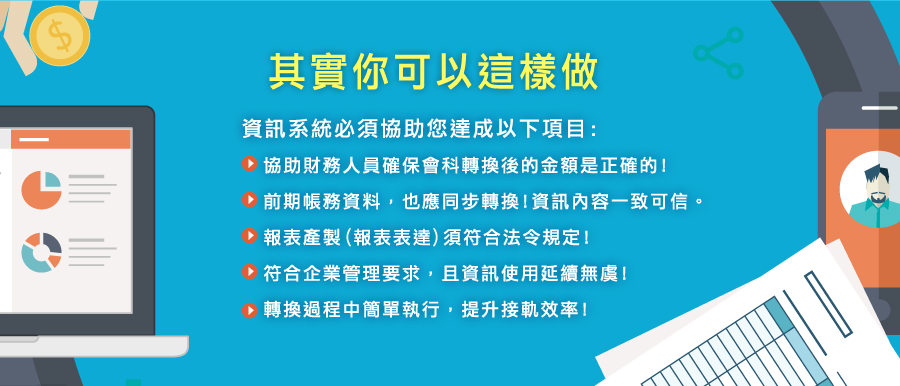 其實你可以這樣做
資訊系統必須協助您達成以下項目:
協助財務人員確保會科轉換後的金額是正確的!
前期帳務資料，也應同步轉換!資訊內容一致可信。
報表產製(報表表達)須符合法令規定!
符合企業管理要求，且資訊使用延續無虞!
轉換過程中簡單執行，提升接軌效率!